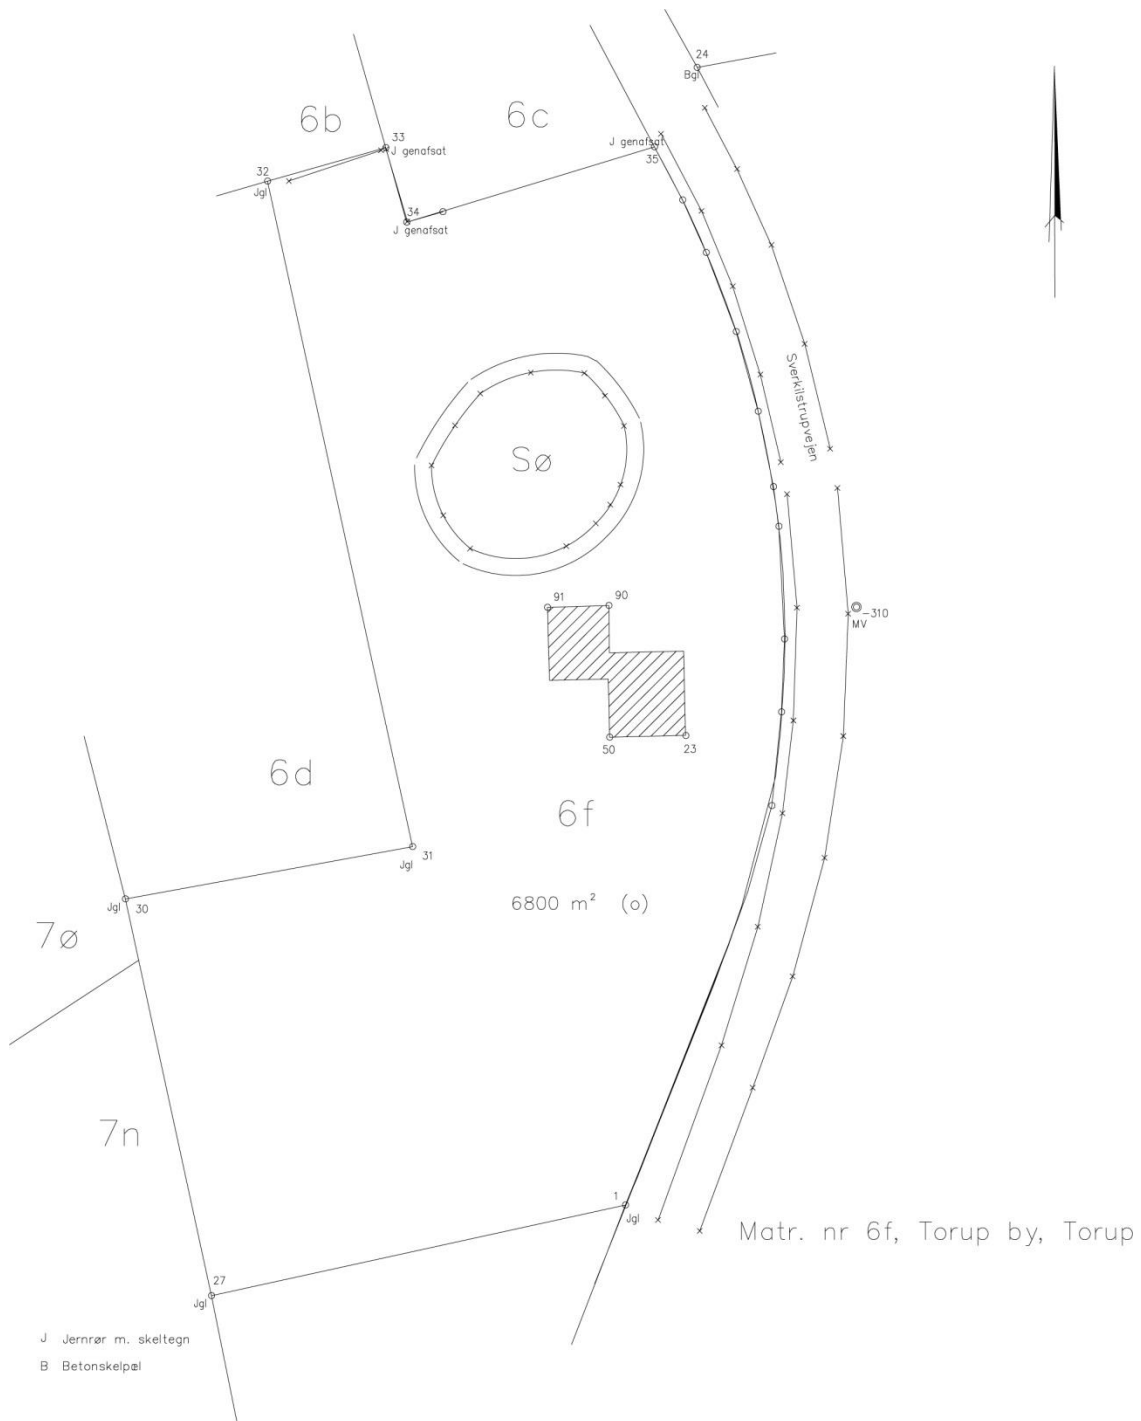 24
Bgl
6b
6c
33
J genafsat
J genafsat
35
32
Jgl
34
J genafsat
Sverkilstrupvejen
Sø
91
90
310
MV
50
23
6d
6f
31
Jgl
6800 m² (o)
Jgl
30
7ø
7n
1
Jgl
Matr. nr 6f, Torup by, Torup
27
Jgl
J Jernrør m. skeltegn
B Betonskelpæl